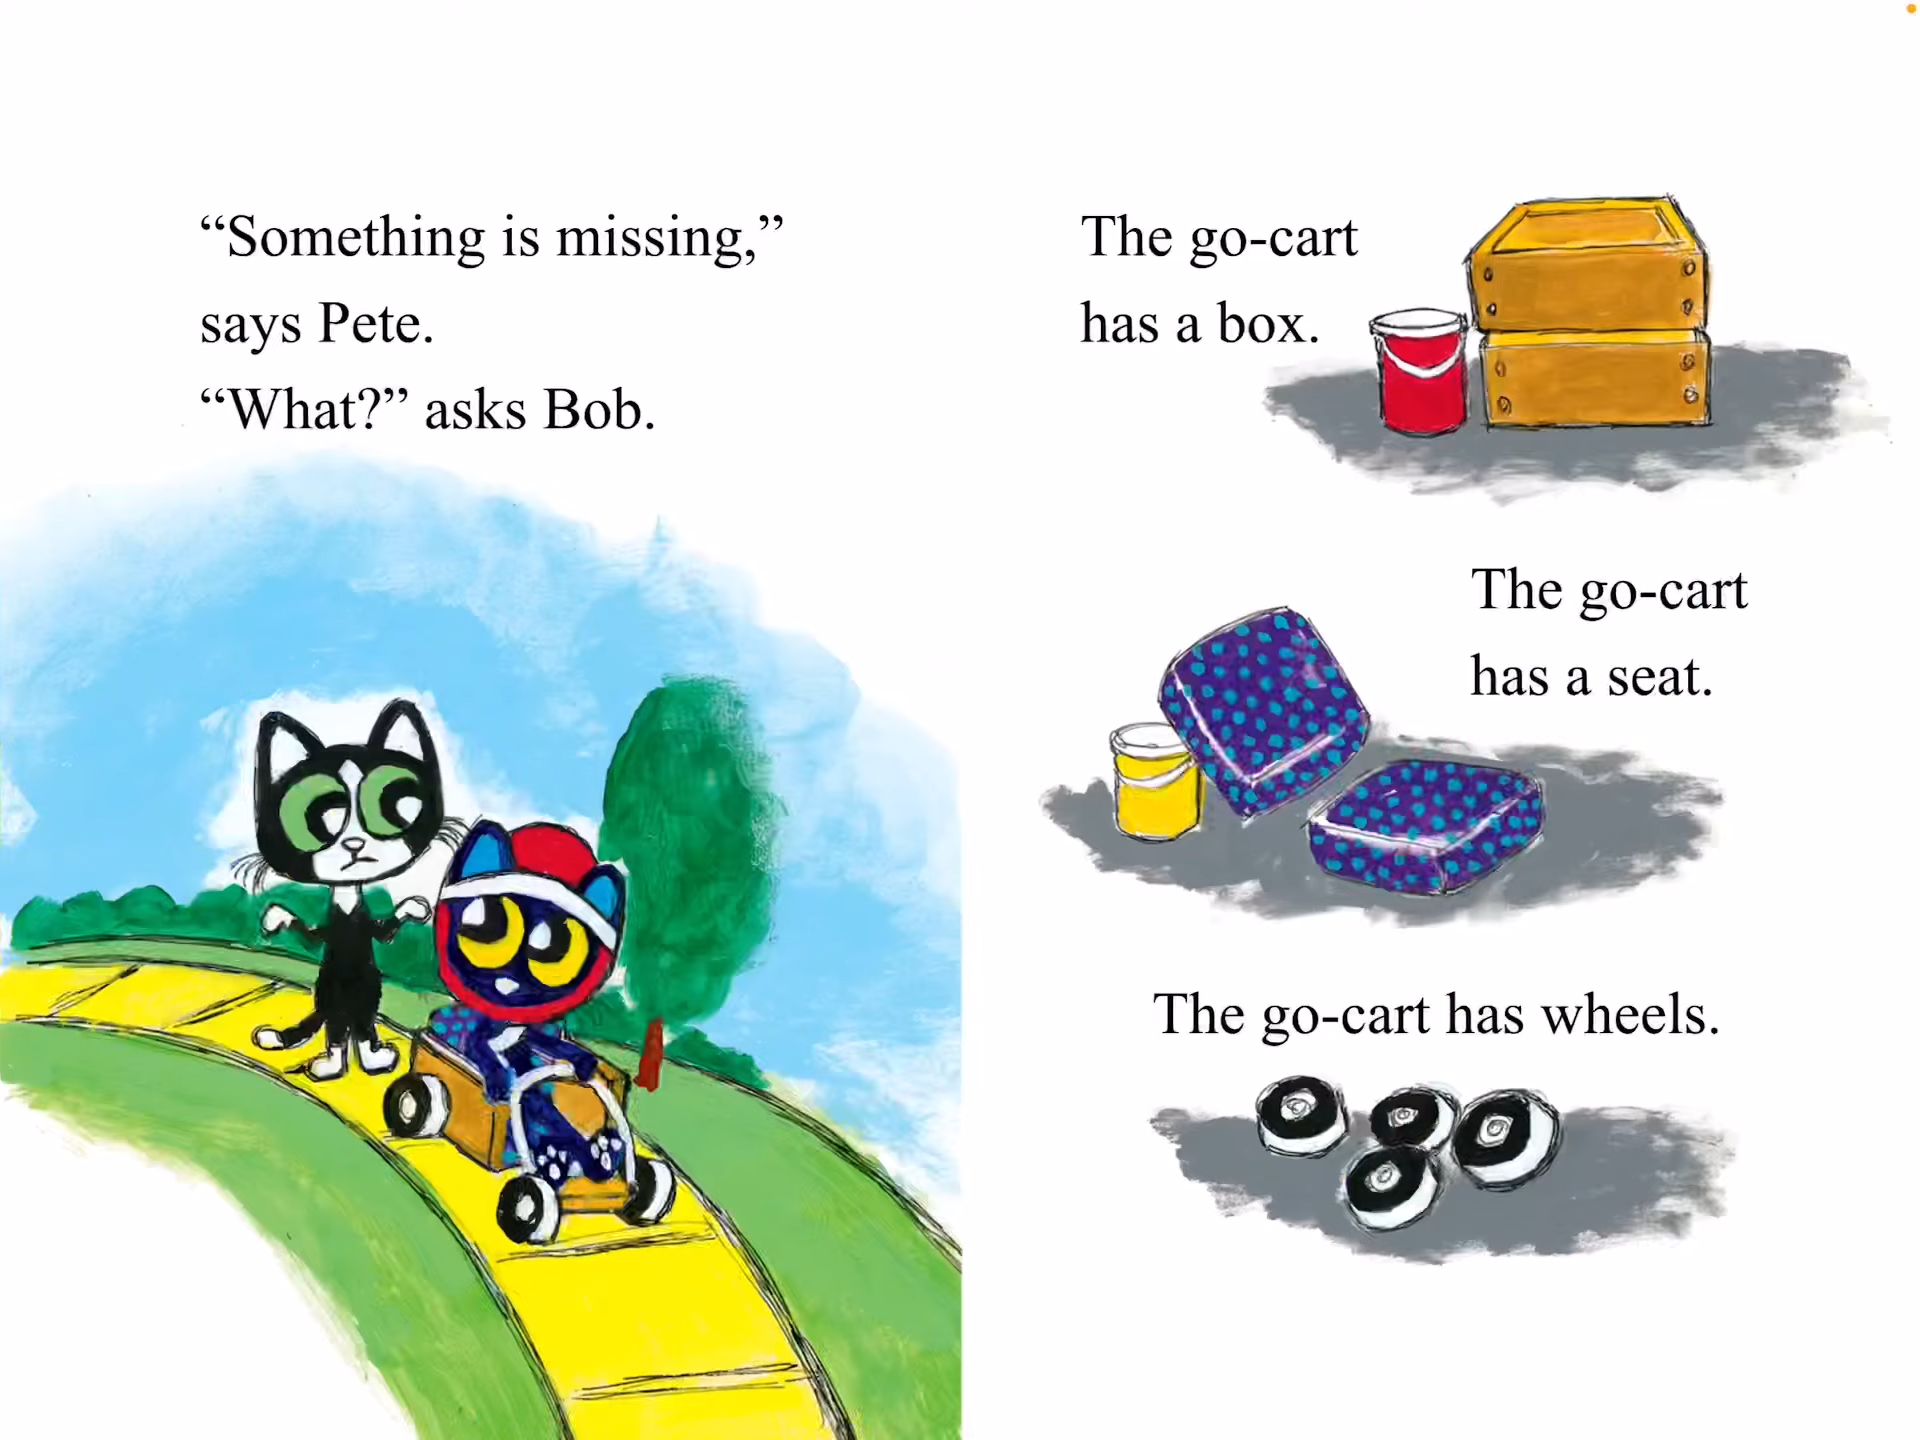 “Something is missing,”
says Pete.
“What?” asks Bob.
The go-cart
has a box.
The go-cart
has a seat.
The go-cart has wheels.